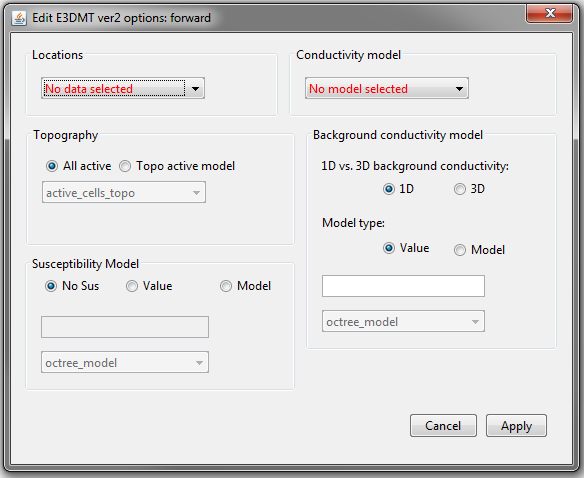 Edit E3DMT ver2 options: forward
Locations
No data selected
Conductivity model
No model selected
Topography
All active
Topo active model
active_cells_topo
Background conductivity model
1D vs. 3D background conductivity:
1D
3D
Model type:
Value
Model
octree_model
Susceptibility Model
No Sus
Value
Model
octree_model
Cancel
Apply